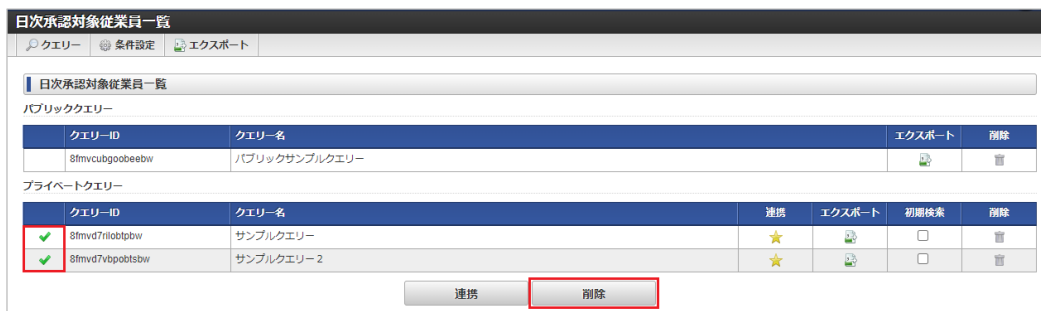 日次承認対象従業員一覧
クエリー 条件設定 エクスポート
日次承認対象従業員一覧
パブリッククエリー
クエリーID クエリー名 エクスポート 削除
8fmvcubgoobeebw パブリックサンプルクエリー
プライベートクエリー
クエリーID クエリー名 連携 エクスポート 初期検索 削除
8fmvd7rilobtpbw サンプルクエリー
8fmvd7vbpobtsbw サンプルクエリー２
連携 削除